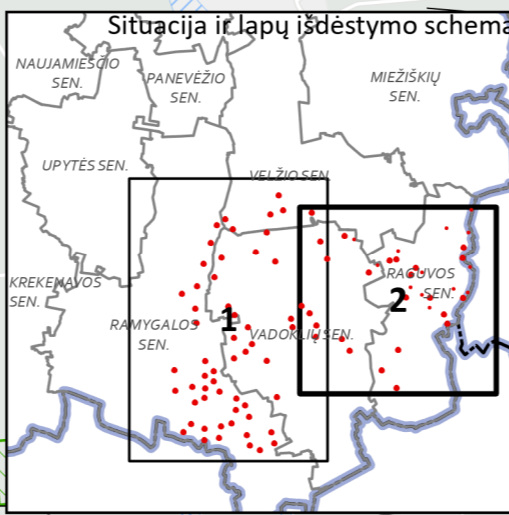 Situacija ir lapų išdėstymo schema
NAUJAMIESČIO
SEN.
PANEVĖŽIO
SEN.
MIEŽIŠKIŲ
SEN.
UPYTĖS SEN.
VELŽIO SEN.
KREKENAVOS
SEN.
RAGUVOS
SEN.
2
1
RAMYGALOS
SEN.
VADOKLIŲ SEN.